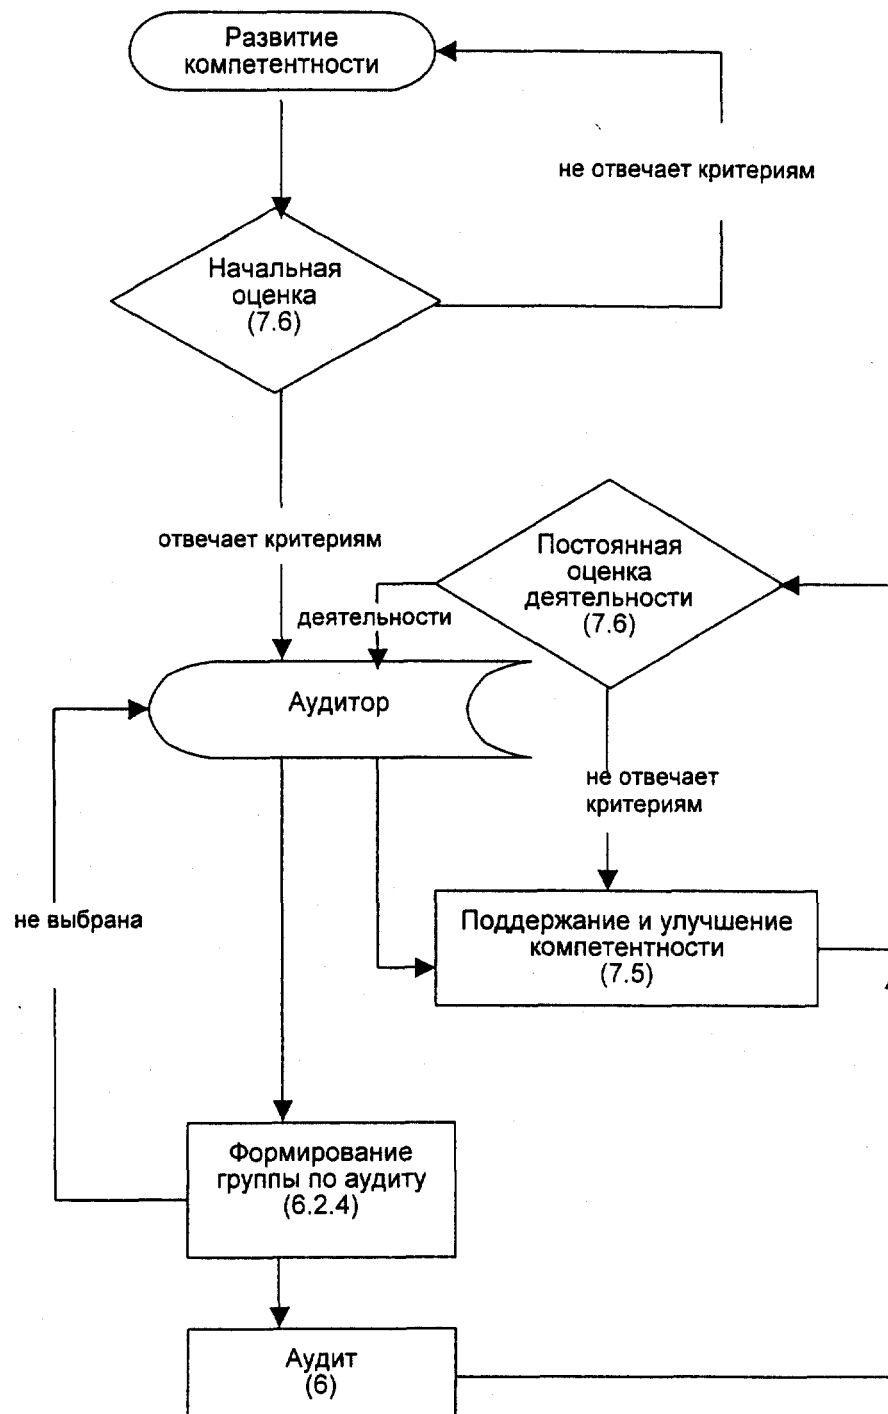 Развитие
компетентности
не отвечает критериям
Начальная
оценка
(7.6)
отвечает критериям
Постоянная
оценка
деятельности
(7.6)
деятельности
Аудитор
не отвечает
критериям
не выбрана
Поддержание и улучшение
компетентности
(7.5)
Формирование
группы по аудиту
(6.2.4)
Аудит
(6)